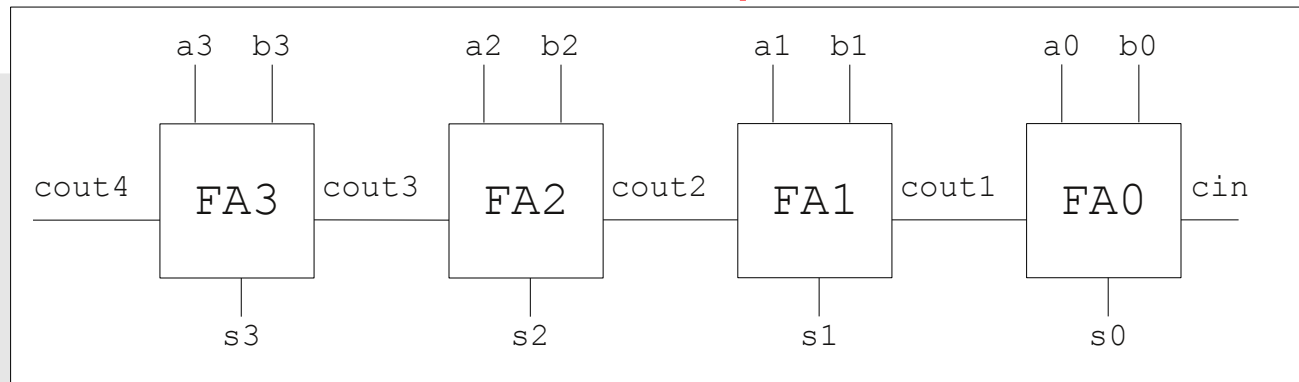 a3 b3 a2 b2 a1 b1 a0 b0
cout4 FA3 cout3 FA2 cout2 FA1 cout1 FA0 cin
s3 s2 s1 s0